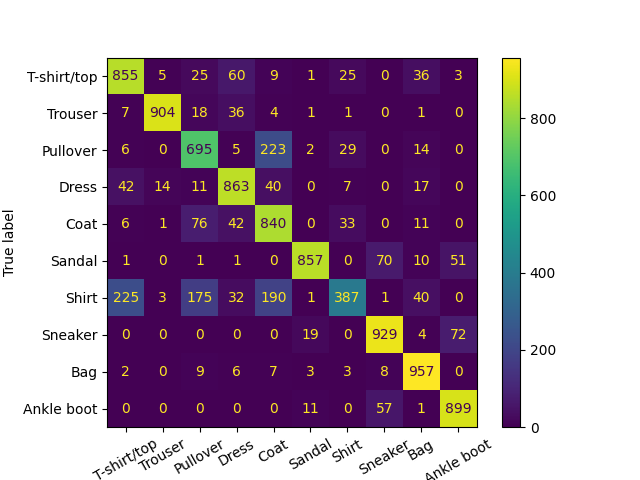 T-shirt/top 855 5 25 60 9 1 25 0 36 3
Trouser 7 904 18 36 4 1 1 0 1 0
Pullover 6 0 695 5 223 2 29 0 14 0
Dress 42 14 11 863 40 0 7 0 17 0
Coat 6 1 76 42 840 0 33 0 11 0
Sandal 1 0 1 1 0 857 0 70 10 51
Shirt 225 3 175 32 190 1 387 1 40 0
Sneaker 0 0 0 0 0 19 0 929 4 72
Bag 2 0 9 6 7 3 3 8 957 0
Ankle boot 0 0 0 0 0 11 0 57 1 899
T-shirt/top Trouser Pullover Dress Coat Sandal Shirt Sneaker Bag Ankle boot
True label
800
600
400
200
0